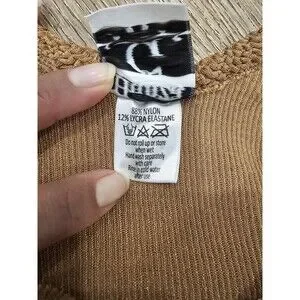 88% NYLON
12% LYCRA ELASTANE
Do not roll up or store
when wet
Hand wash separately
with care
Rinse in cold water
after use